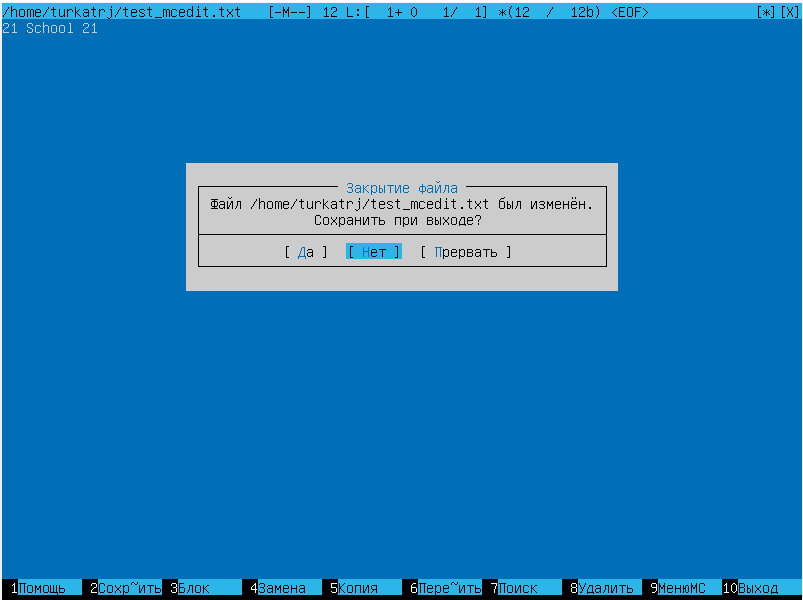 /home/turkatrj/test_mcedit.txt [-M--] 12 L:[ 1+ 0 1/ 1] *(12 / 12b) <EOF> [*][X]
21 School 21
Закрытие файла
Файл /home/turkatrj/test_mcedit.txt был изменён.
Сохранить при выходе?
[ Да ] [ Нет ] [ Прервать ]
1Помощь 2Сохр~ить 3Блок 4Замена 5Копия 6Пере~ить 7Поиск 8Удалить 9МенюMC 10Выход